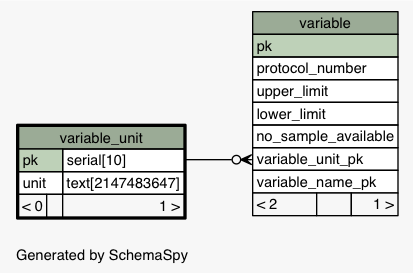 variable
pk
protocol_number
upper_limit
lower_limit
no_sample_available
variable_unit_pk
variable_name_pk
< 2 1 >
variable_unit
pk serial[10]
unit text[2147483647]
< 0 1 >
Generated by SchemaSpy